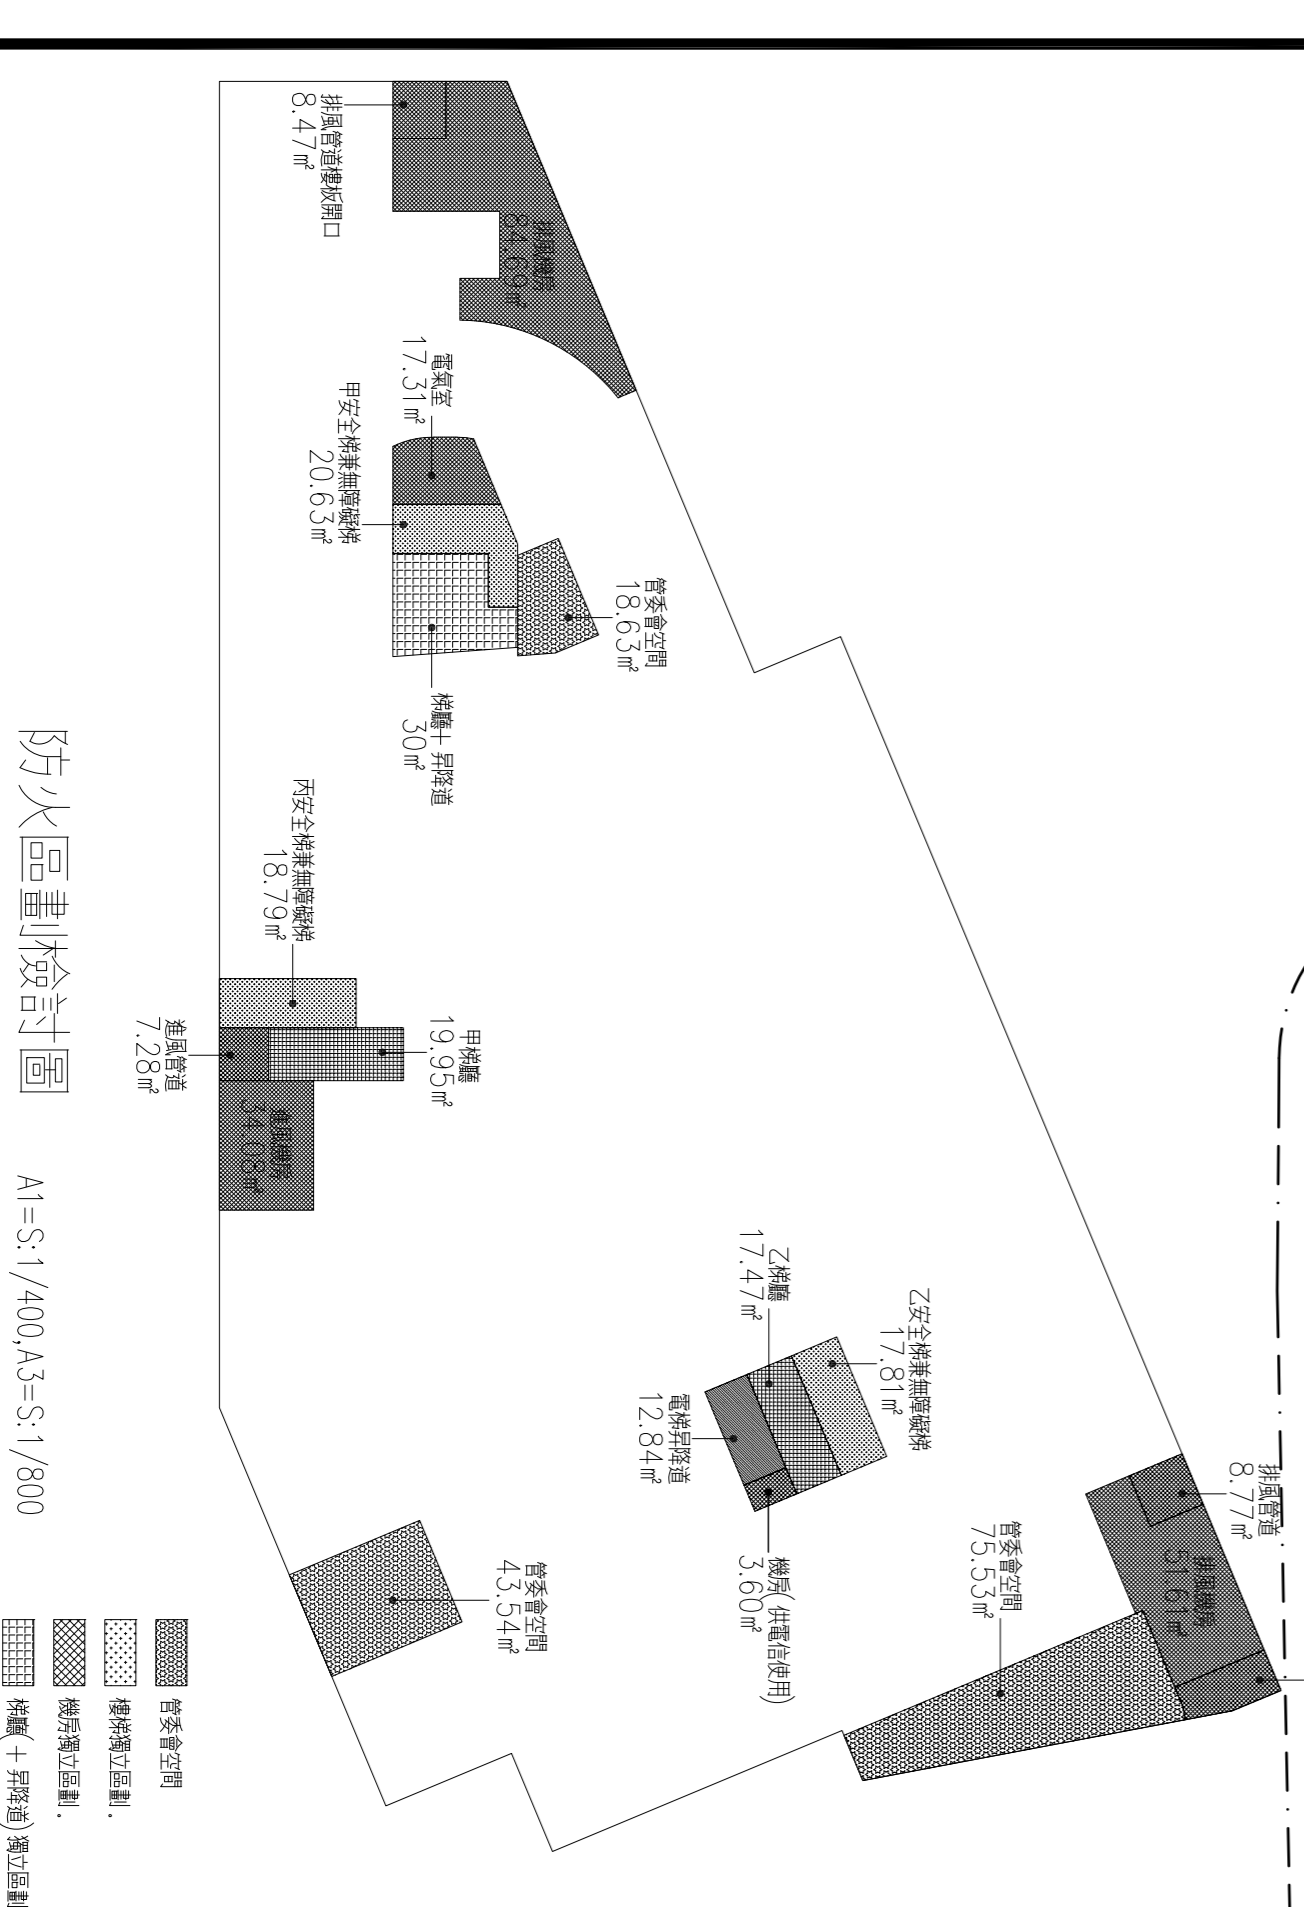 排風管道樓板開口
8.47㎡
排風機房
84.69㎡
電氣室
17.31㎡
甲安全梯兼無障礙梯
20.63㎡
管委會空間
18.63㎡
梯廳＋昇降道
30㎡
丙安全梯兼無障礙梯
18.79㎡
甲梯廳
19.95㎡
進風管道
7.28㎡
進風機房
34.08㎡
乙梯廳
17.47㎡
乙安全梯兼無障礙梯
17.81㎡
電梯昇降道
12.84㎡
機房(供電信使用)
3.60㎡
排風管道
8.77㎡
排風機房
51.61㎡
管委會空間
75.53㎡
管委會空間
43.54㎡
防火區劃檢討圖
A1=S:1/400,A3=S:1/800
管委會空間
樓梯獨立區劃.
機房獨立區劃.
梯廳(＋昇降道)獨立區劃